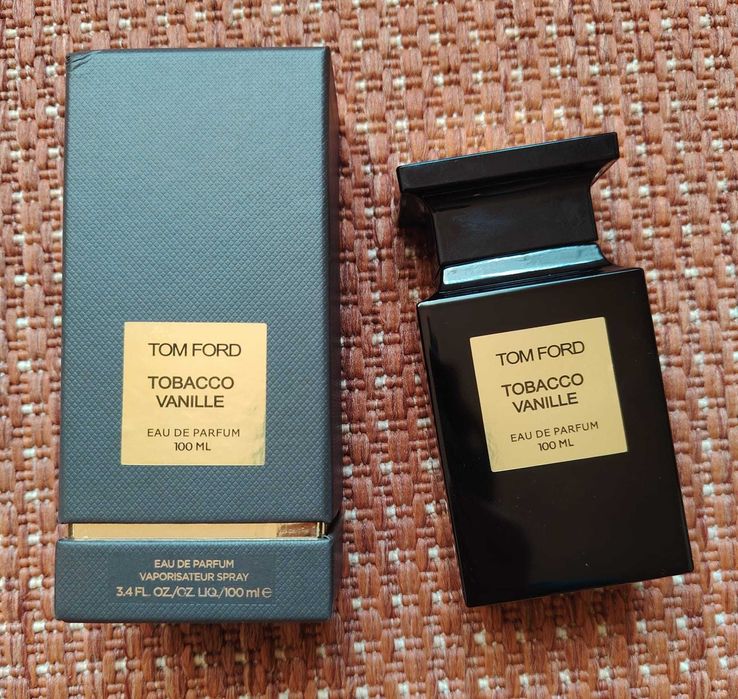 TOM FORD
TOBACCO
VANILLE
EAU DE PARFUM
100 ML
EAU DE PARFUM
VAPORISATEUR SPRAY
3.4 FL. OZ./OZ. LIQ./100 ml ℮
TOM FORD
TOBACCO
VANILLE
EAU DE PARFUM
100 ML